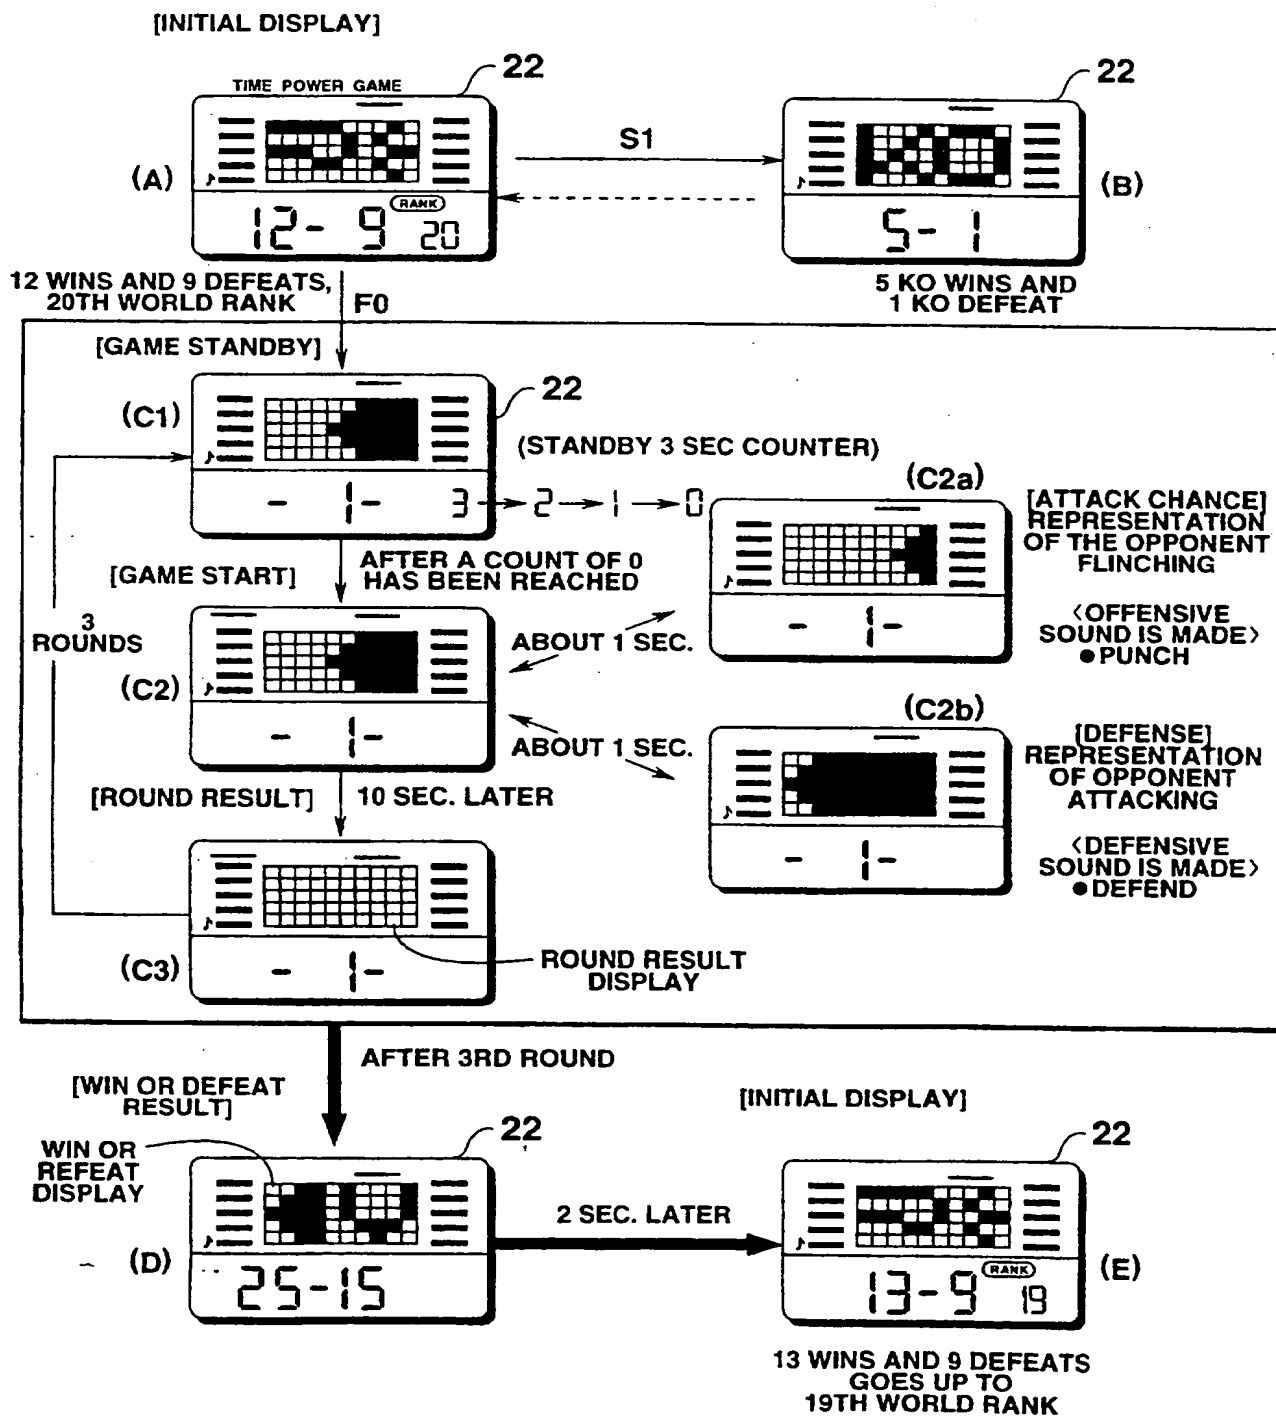 [INITIAL DISPLAY]
22
TIME POWER GAME
22
S1
(A)
(B)
RANK
12- 9 20
5- 1
12 WINS AND 9 DEFEATS,
20TH WORLD RANK
F0
5 KO WINS AND
1 KO DEFEAT
[GAME STANDBY]
22
(C1)
(STANDBY 3 SEC COUNTER)
- 1- 3 2 1 0
(C2a)
[ATTACK CHANCE]
REPRESENTATION
OF THE OPPONENT
FLINCHING
AFTER A COUNT OF 0
HAS BEEN REACHED
[GAME START]
- 1-
<OFFENSIVE
SOUND IS MADE>
●PUNCH
3
ROUNDS
ABOUT 1 SEC.
(C2)
- 1-
(C2b)
ABOUT 1 SEC.
[DEFENSE]
REPRESENTATION
OF OPPONENT
ATTACKING
[ROUND RESULT]
10 SEC. LATER
- 1-
<DEFENSIVE
SOUND IS MADE>
●DEFEND
(C3)
- 1-
ROUND RESULT
DISPLAY
AFTER 3RD ROUND
[WIN OR DEFEAT
RESULT]
[INITIAL DISPLAY]
22
22
WIN OR
REFEAT
DISPLAY
2 SEC. LATER
(D)
25-15
(E)
RANK
13-9 19
13 WINS AND 9 DEFEATS
GOES UP TO
19TH WORLD RANK